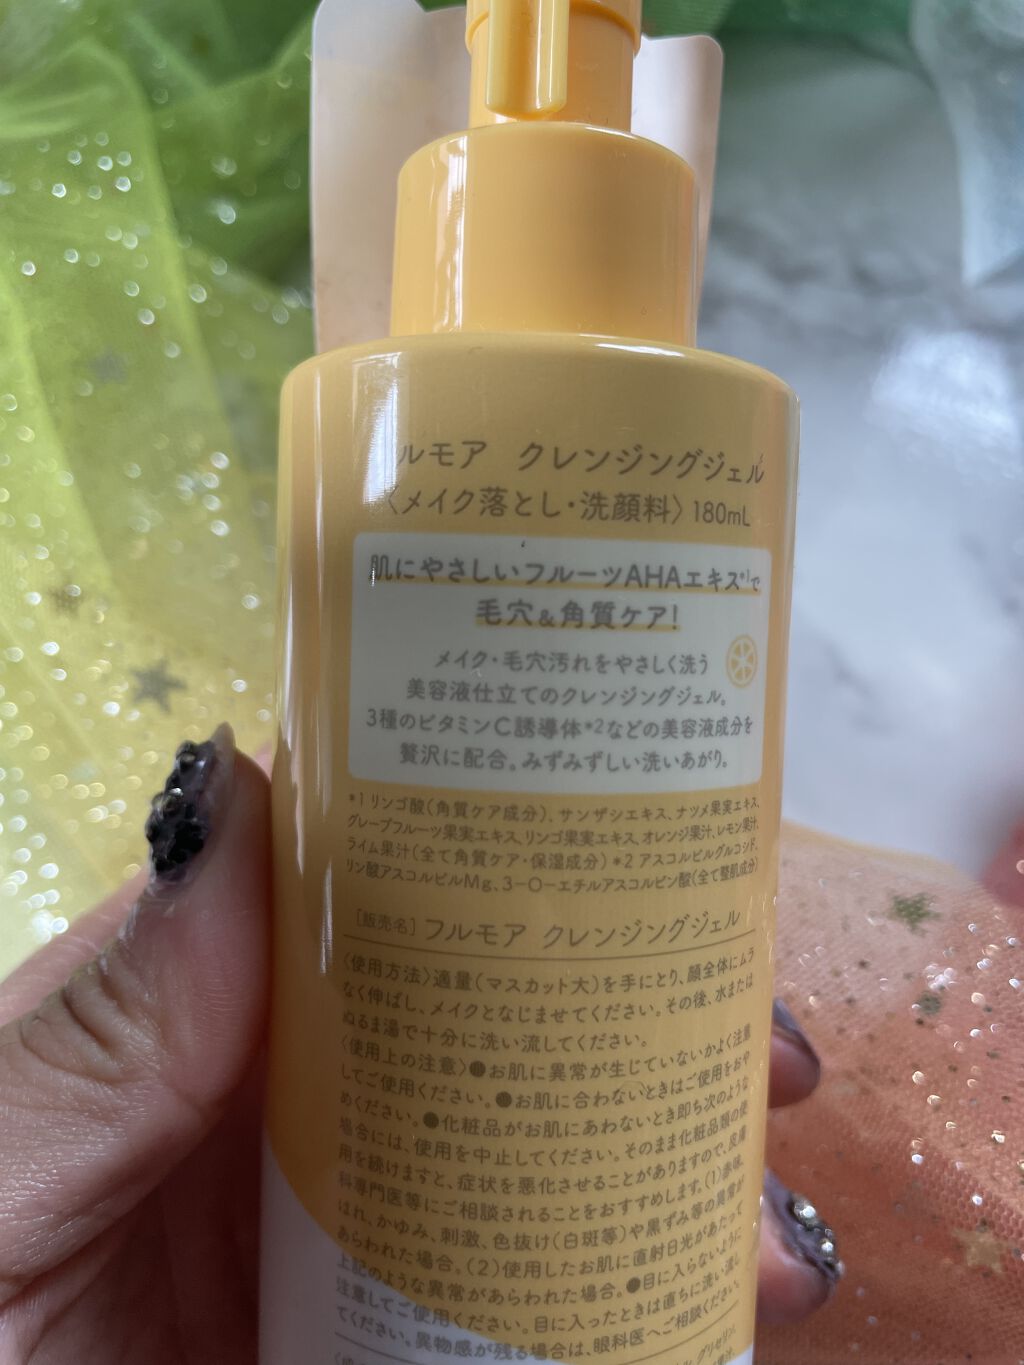 ルモア クレンジングジェル
〈メイク落とし・洗顔料〉180mL
肌にやさしいフルーツAHAエキス*1で
毛穴&角質ケア!
メイク・毛穴汚れをやさしく洗う
美容液仕立てのクレンジングジェル。
3種のビタミンC誘導体*2などの美容液成分を
贅沢に配合。みずみずしい洗いあがり。
*1 リンゴ酸(角質ケア成分)、サンザシエキス、ナツメ果実エキス、
グレープフルーツ果実エキス、リンゴ果実エキス、オレンジ果汁、レモン果汁、
ライム果汁(全て角質ケア・保湿成分) *2 アスコルビルグルコシド、
リン酸アスコルビルMg、3-O-エチルアスコルビン酸(全て整肌成分)
[販売名] フルモア クレンジングジェル
〈使用方法〉適量(マスカット大)を手にとり、顔全体にムラ
なく伸ばし、メイクとなじませてください。その後、水または
ぬるま湯で十分に洗い流してください。
〈使用上の注意〉●お肌に異常が生じていないかよく注意
してご使用ください。●お肌に合わないときはご使用をおや
めください。●化粧品がお肌にあわないとき即ち次のような
場合には、使用を中止してください。そのまま化粧品類の使
用を続けますと、症状を悪化させることがありますので、皮膚
科専門医等にご相談されることをおすすめします。(1)赤味、
はれ、かゆみ、刺激、色抜け(白斑等)や黒ずみ等の異常が
あらわれた場合。(2)使用したお肌に直射日光があたって
上記のような異常があらわれた場合。●目に入らないように
注意してご使用ください。目に入ったときは直ちに洗い流し
てください。異物感が残る場合は、眼科医へご相談ください。
グリセリン、